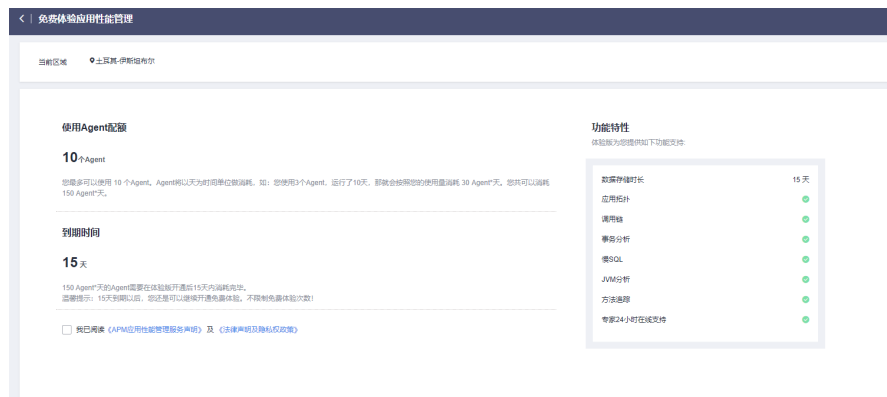 免费体验应用性能管理
当前区域 土耳其-伊斯坦布尔
使用Agent配额
10个Agent
您最多可以使用 10 个Agent。Agent将以天为时间单位做消耗。如：您使用3个Agent、运行了10天、那就会按照您的使用量消耗 30 Agent*天。您共可以消耗
150 Agent*天。
到期时间
15天
150 Agent*天的Agent需要在体验版开通后15天内消耗完毕。
温馨提示：15天到期以后、您还是可以继续开通免费体验。不限制免费体验次数！
我已阅读《APM应用性能管理服务声明》及《法律声明及隐私权政策》
功能特性
体验版为您提供如下功能支持:
数据存储时长 15 天
应用拓扑
调用链
事务分析
慢SQL
JVM分析
方法追踪
专家24小时在线支持